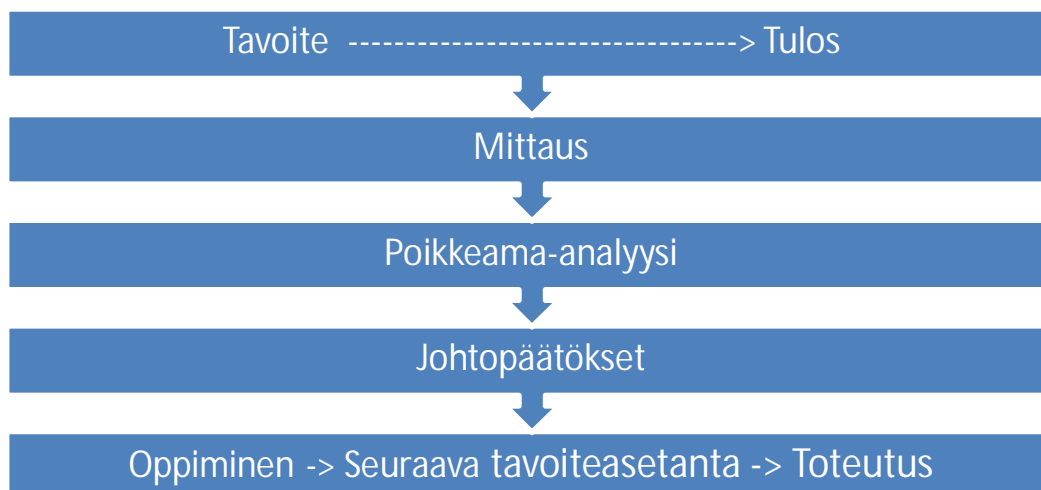 Tavoite ----------------------------------> Tulos
Mittaus
Poikkeama-analyysi
Johtopäätökset
Oppiminen -> Seuraava tavoiteasetanta -> Toteutus